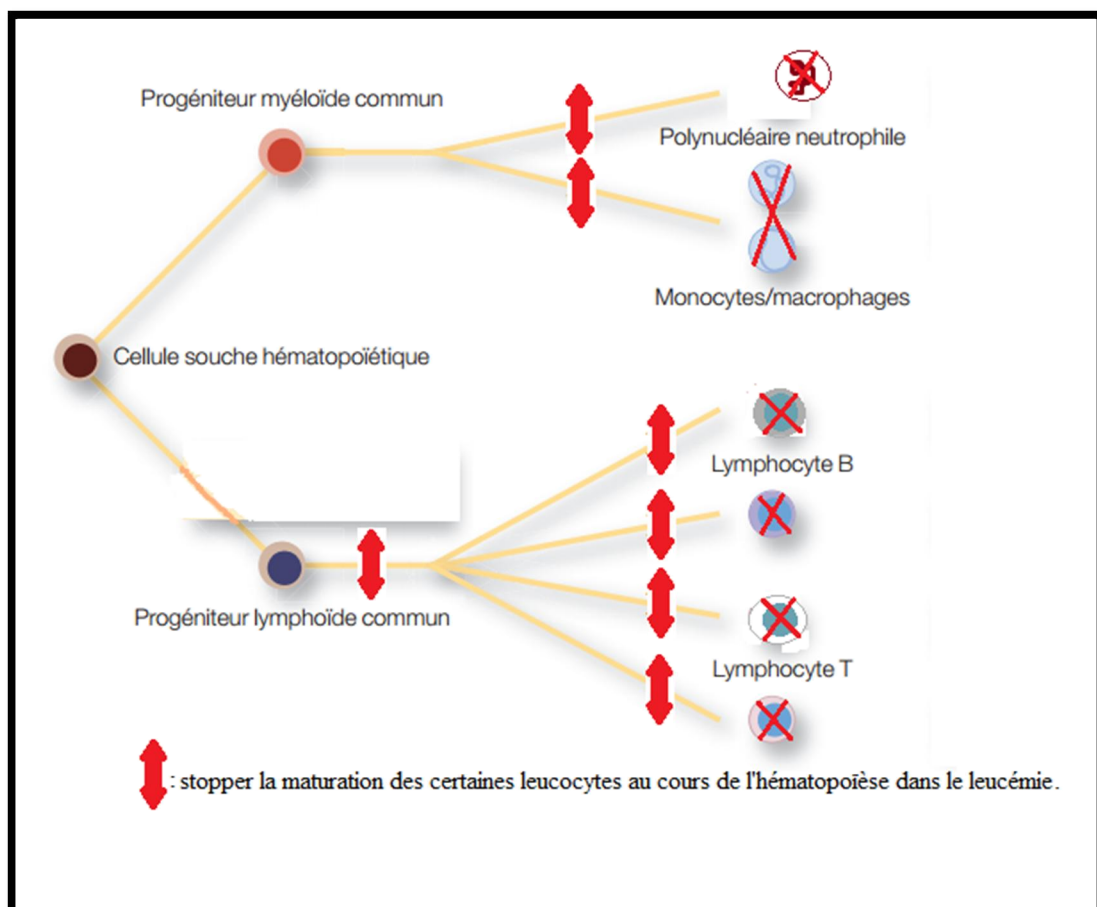 Progéniteur myéloïde commun
Polynucléaire neutrophile
Monocytes/macrophages
Cellule souche hématopoïétique
Lymphocyte B
Progéniteur lymphoïde commun
Lymphocyte T
: stopper la maturation des certaines leucocytes au cours de l'hématopoïèse dans le leucémie.